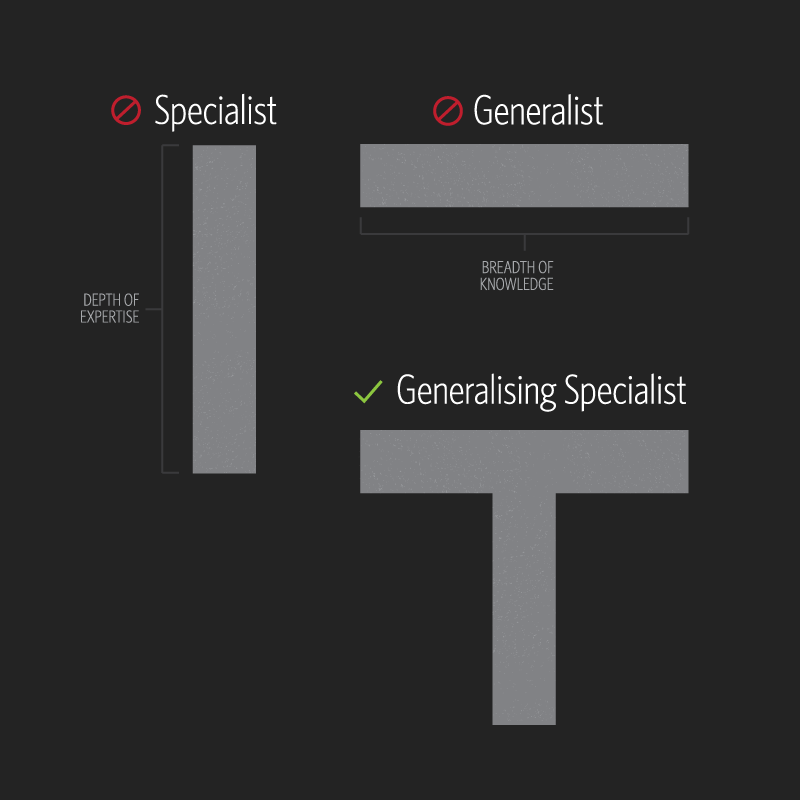 Specialist
Generalist
DEPTH OF
EXPERTISE
BREADTH OF
KNOWLEDGE
Generalising Specialist